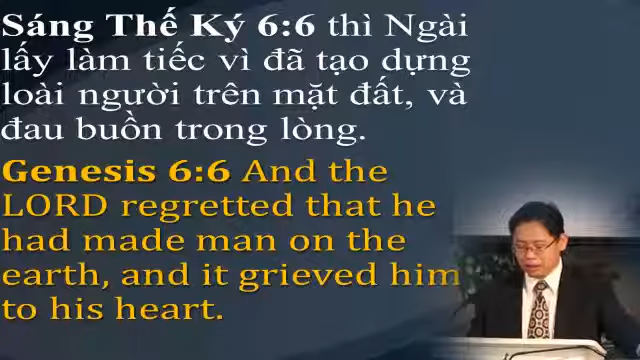 Sáng Thế Ký 6:6 thì Ngài
lấy làm tiếc vì đã tạo dựng
loài người trên mặt đất, và
đau buồn trong lòng.
Genesis 6:6 And the
LORD regretted that he
had made man on the
earth, and it grieved him
to his heart.